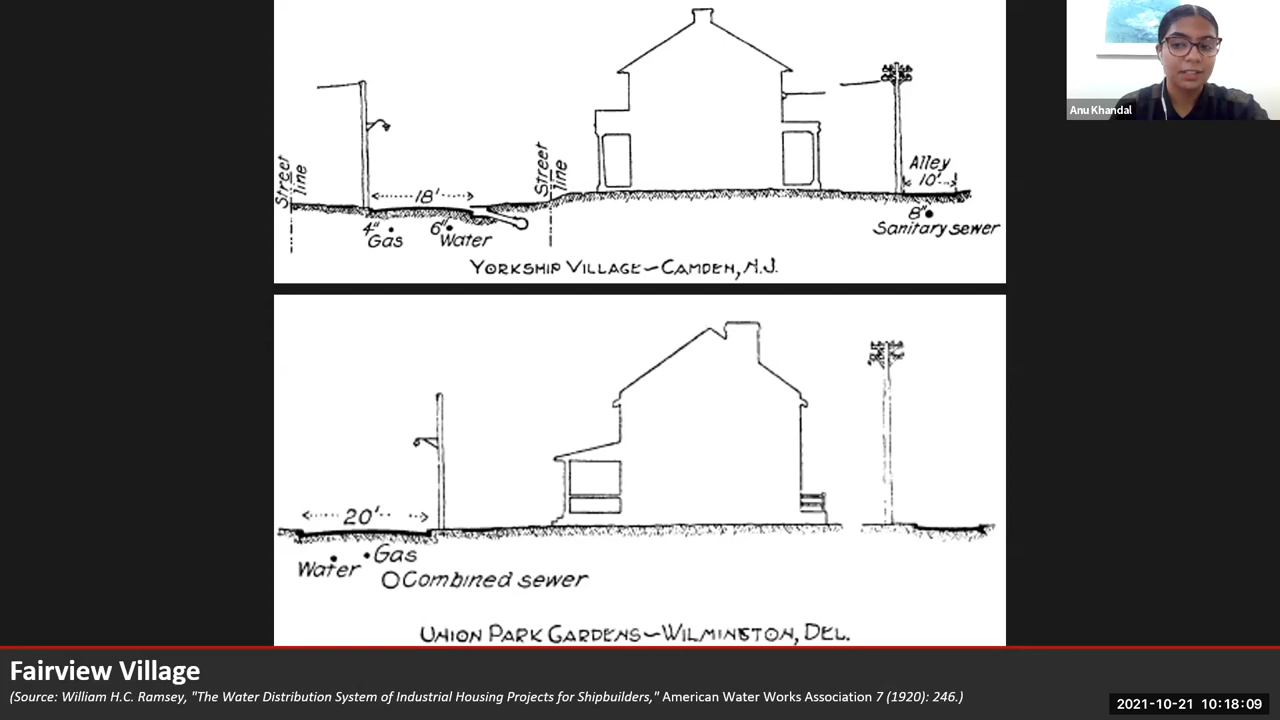 Anu Khandal
Street line
Street line
18'
4" Gas
6" Water
Alley
10'
8"
Sanitary sewer
YORKSHIP VILLAGE—CAMDEN, N.J.
20'
Water
Gas
Combined sewer
UNION PARK GARDENS—WILMINGTON, DEL.
Fairview Village
(Source: William H.C. Ramsey, "The Water Distribution System of Industrial Housing Projects for Shipbuilders," American Water Works Association 7 (1920): 246.)
2021-10-21 10:18:09